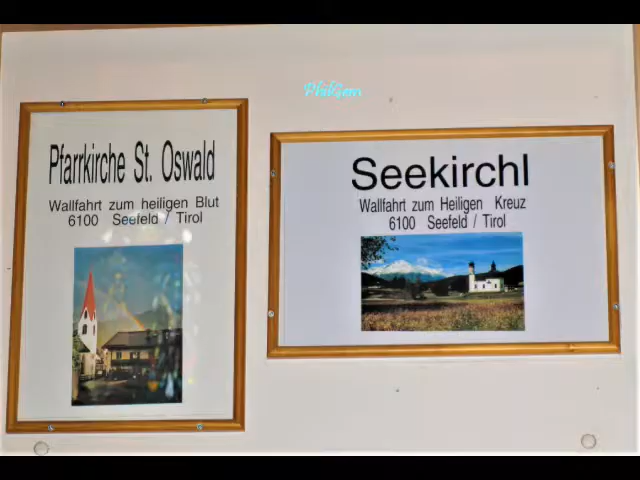 PhilGem
Pfarrkirche St. Oswald
Wallfahrt zum heiligen Blut
6100 Seefeld / Tirol
Seekirchl
Wallfahrt zum Heiligen Kreuz
6100 Seefeld / Tirol